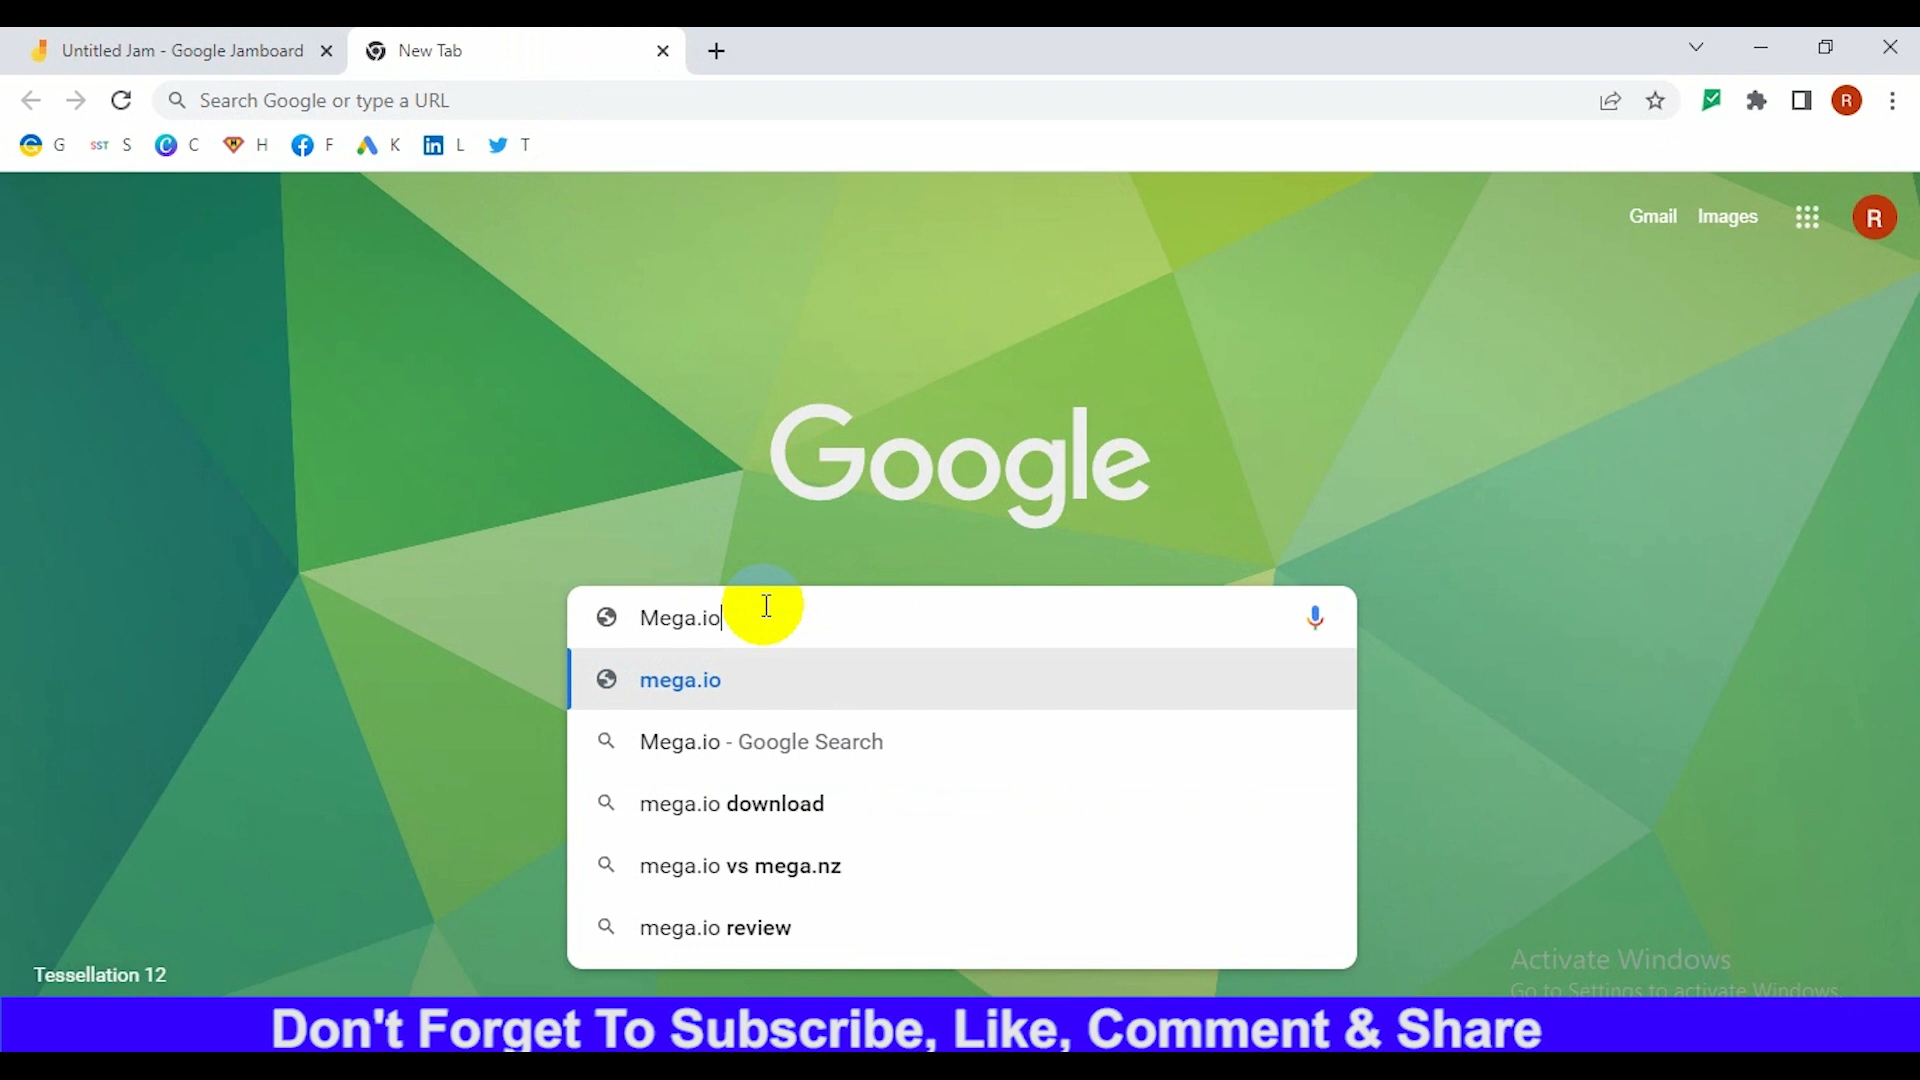 Untitled Jam - Google Jamboard
New Tab
Search Google or type a URL
R
G
SST S
C
H
F
K
L
T
Gmail Images
R
Google
Mega.io
mega.io
Mega.io - Google Search
mega.io download
mega.io vs mega.nz
mega.io review
Tessellation 12
Activate Windows
Go to Settings to activate Windows.
Don't Forget To Subscribe, Like, Comment & Share